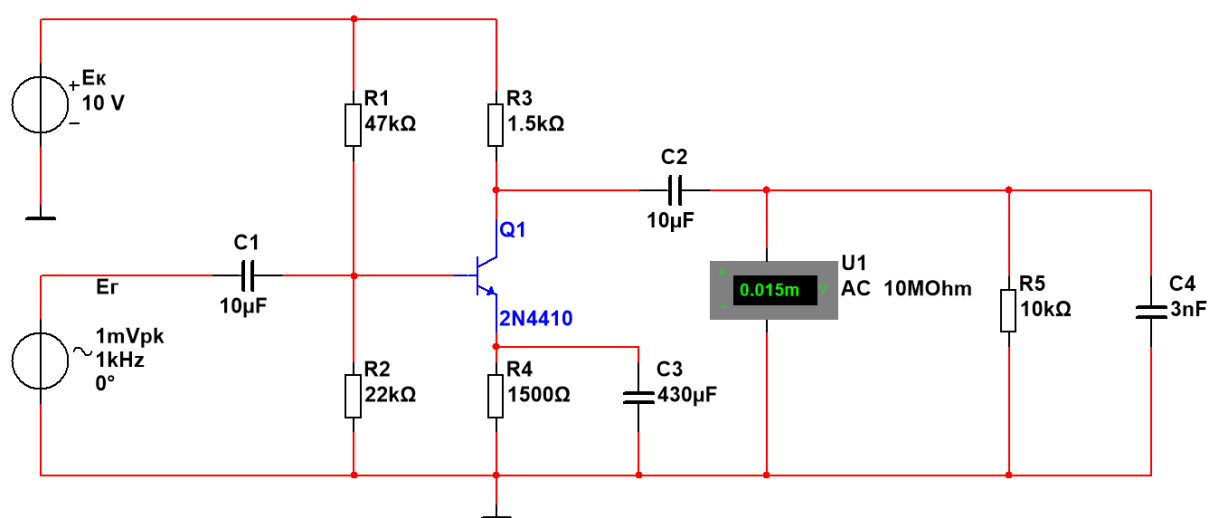 Eк
10 V
R1
47kΩ
R3
1.5kΩ
C2
10µF
Q1
2N4410
C1
10µF
Eг
1mVpk
1kHz
0°
R2
22kΩ
R4
1500Ω
C3
430µF
+
0.015m
U1
AC 10MOhm
R5
10kΩ
C4
3nF